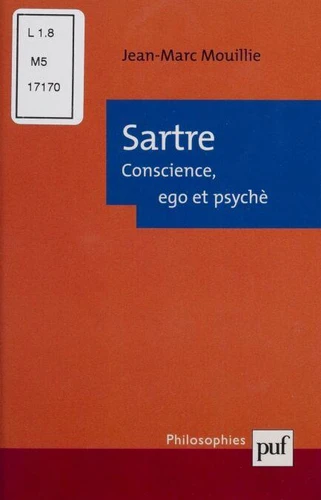 L 1.8
M5
17170
Jean-Marc Mouillie
Sartre
Conscience,
ego et psychè
Philosophies
puf